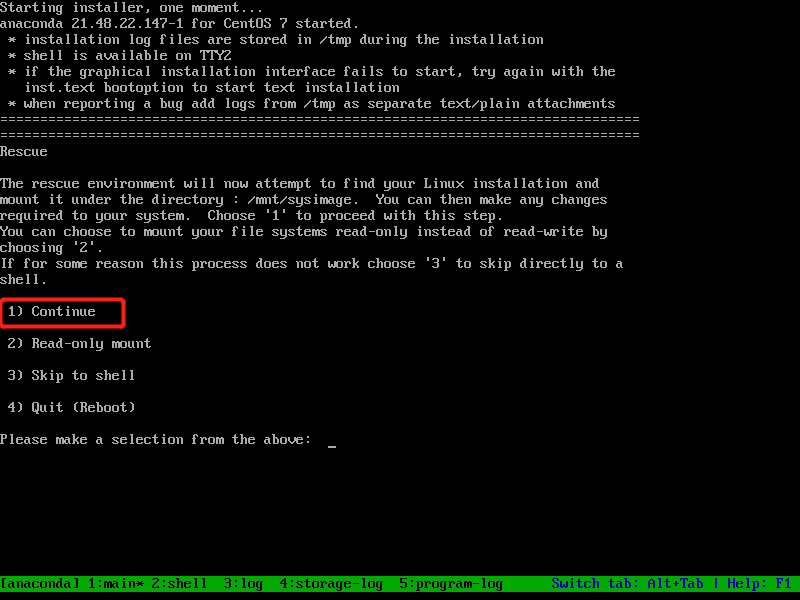 Starting installer, one moment...
anaconda 21.48.22.147-1 for CentOS 7 started.
 * installation log files are stored in /tmp during the installation
 * shell is available on TTY2
 * if the graphical installation interface fails to start, try again with the
   inst.text bootoption to start text installation
 * when reporting a bug add logs from /tmp as separate text/plain attachments
================================================================================
================================================================================
Rescue
The rescue environment will now attempt to find your Linux installation and
mount it under the directory : /mnt/sysimage.  You can then make any changes
required to your system.  Choose '1' to proceed with this step.
You can choose to mount your file systems read-only instead of read-write by
choosing '2'.
If for some reason this process does not work choose '3' to skip directly to a
shell.
 1) Continue
 2) Read-only mount
 3) Skip to shell
 4) Quit (Reboot)
Please make a selection from the above:  _
[anaconda] 1:main* 2:shell  3:log  4:storage-log  5:program-log      Switch tab: Alt+Tab | Help: F1